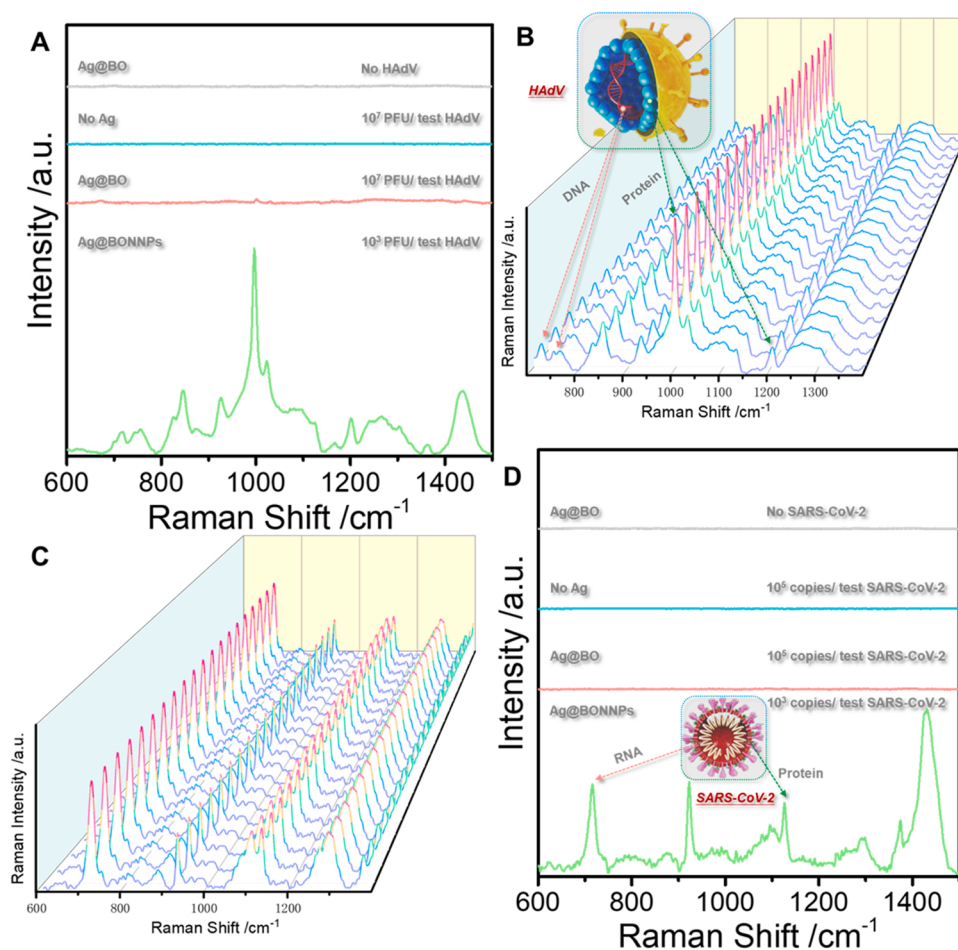 A
Ag@BO No HAdV
No Ag 10⁷ PFU/ test HAdV
Ag@BO 10⁷ PFU/ test HAdV
Ag@BONNPs 10³ PFU/ test HAdV
Intensity /a.u.
600 800 1000 1200 1400
Raman Shift /cm⁻¹
B
HAdV
DNA
Protein
Raman Intensity /a.u.
800 900 1000 1100 1200 1300
Raman Shift /cm⁻¹
C
Raman Intensity /a.u.
600 800 1000 1200
Raman Shift /cm⁻¹
D
Ag@BO No SARS-CoV-2
No Ag 10⁵ copies/ test SARS-CoV-2
Ag@BO 10⁵ copies/ test SARS-CoV-2
Ag@BONNPs 10³ copies/ test SARS-CoV-2
RNA
Protein
SARS-CoV-2
Intensity /a.u.
600 800 1000 1200 1400
Raman Shift /cm⁻¹